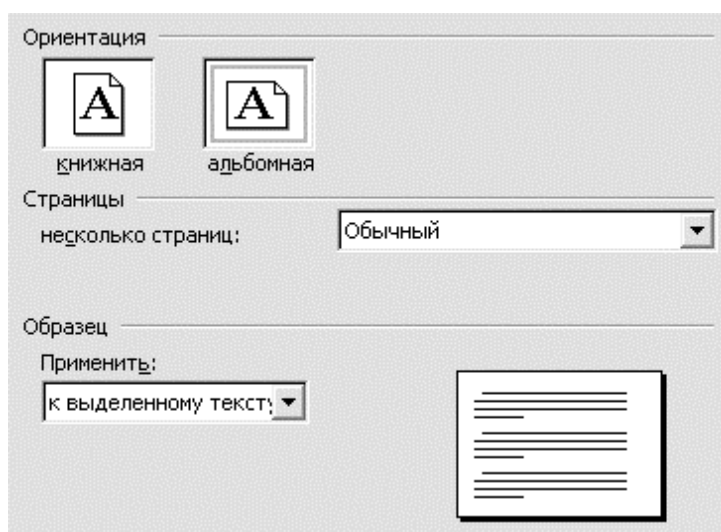 Ориентация
A A
книжная альбомная
Страницы
несколько страниц: Обычный
Образец
Применить:
к выделенному тексту